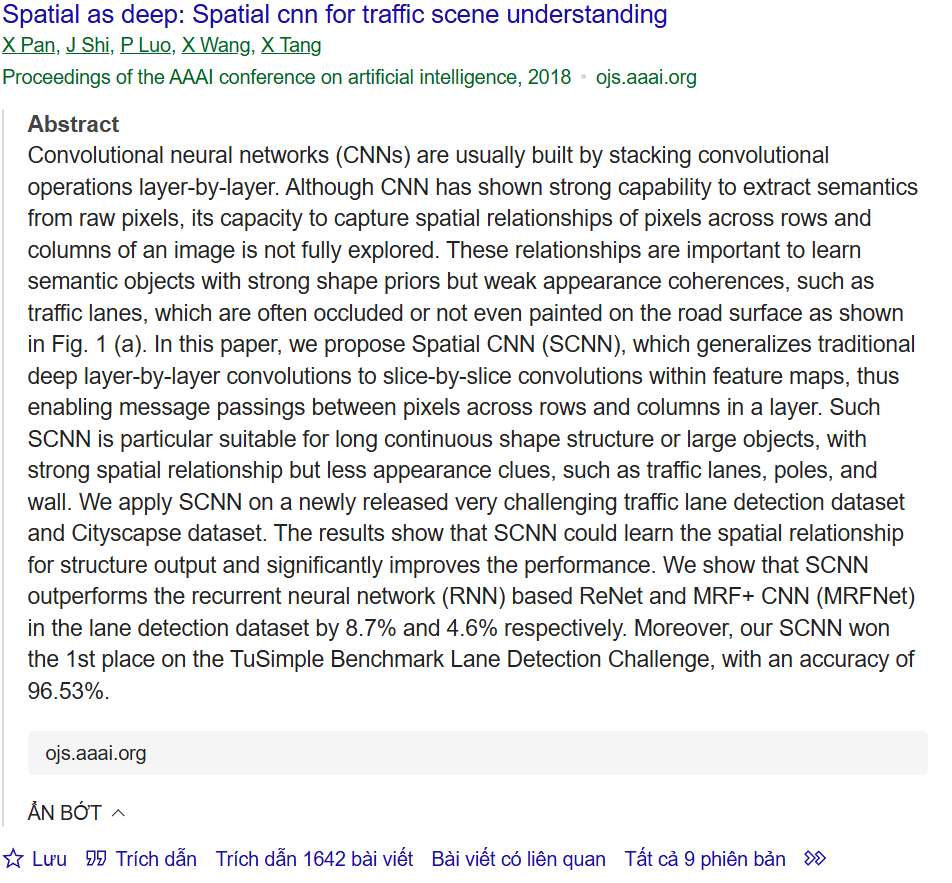 Spatial as deep: Spatial cnn for traffic scene understanding
X Pan, J Shi, P Luo, X Wang, X Tang
Proceedings of the AAAI conference on artificial intelligence, 2018 • ojs.aaai.org
Abstract
Convolutional neural networks (CNNs) are usually built by stacking convolutional
operations layer-by-layer. Although CNN has shown strong capability to extract semantics
from raw pixels, its capacity to capture spatial relationships of pixels across rows and
columns of an image is not fully explored. These relationships are important to learn
semantic objects with strong shape priors but weak appearance coherences, such as
traffic lanes, which are often occluded or not even painted on the road surface as shown
in Fig. 1 (a). In this paper, we propose Spatial CNN (SCNN), which generalizes traditional
deep layer-by-layer convolutions to slice-by-slice convolutions within feature maps, thus
enabling message passings between pixels across rows and columns in a layer. Such
SCNN is particular suitable for long continuous shape structure or large objects, with
strong spatial relationship but less appearance clues, such as traffic lanes, poles, and
wall. We apply SCNN on a newly released very challenging traffic lane detection dataset
and Cityscapse dataset. The results show that SCNN could learn the spatial relationship
for structure output and significantly improves the performance. We show that SCNN
outperforms the recurrent neural network (RNN) based ReNet and MRF+ CNN (MRFNet)
in the lane detection dataset by 8.7% and 4.6% respectively. Moreover, our SCNN won
the 1st place on the TuSimple Benchmark Lane Detection Challenge, with an accuracy of
96.53%.
ojs.aaai.org
ẨN BỚT
Lưu Trích dẫn Trích dẫn 1642 bài viết Bài viết có liên quan Tất cả 9 phiên bản